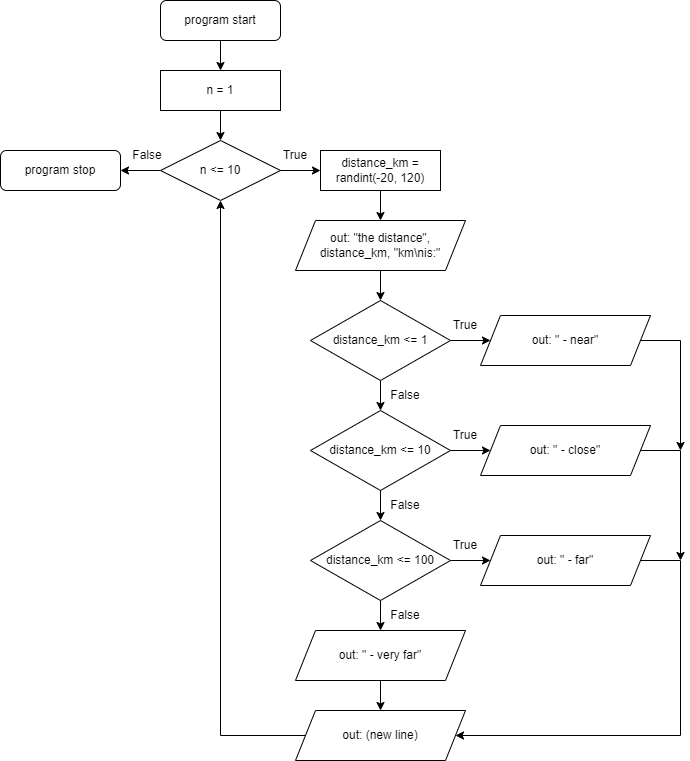 program start
n = 1
False
True
program stop
n <= 10
distance_km =
randint(-20, 120)
out: "the distance",
distance_km, "km\nis:"
True
distance_km <= 1
out: " - near"
False
True
distance_km <= 10
out: " - close"
False
True
distance_km <= 100
out: " - far"
False
out: " - very far"
out: (new line)